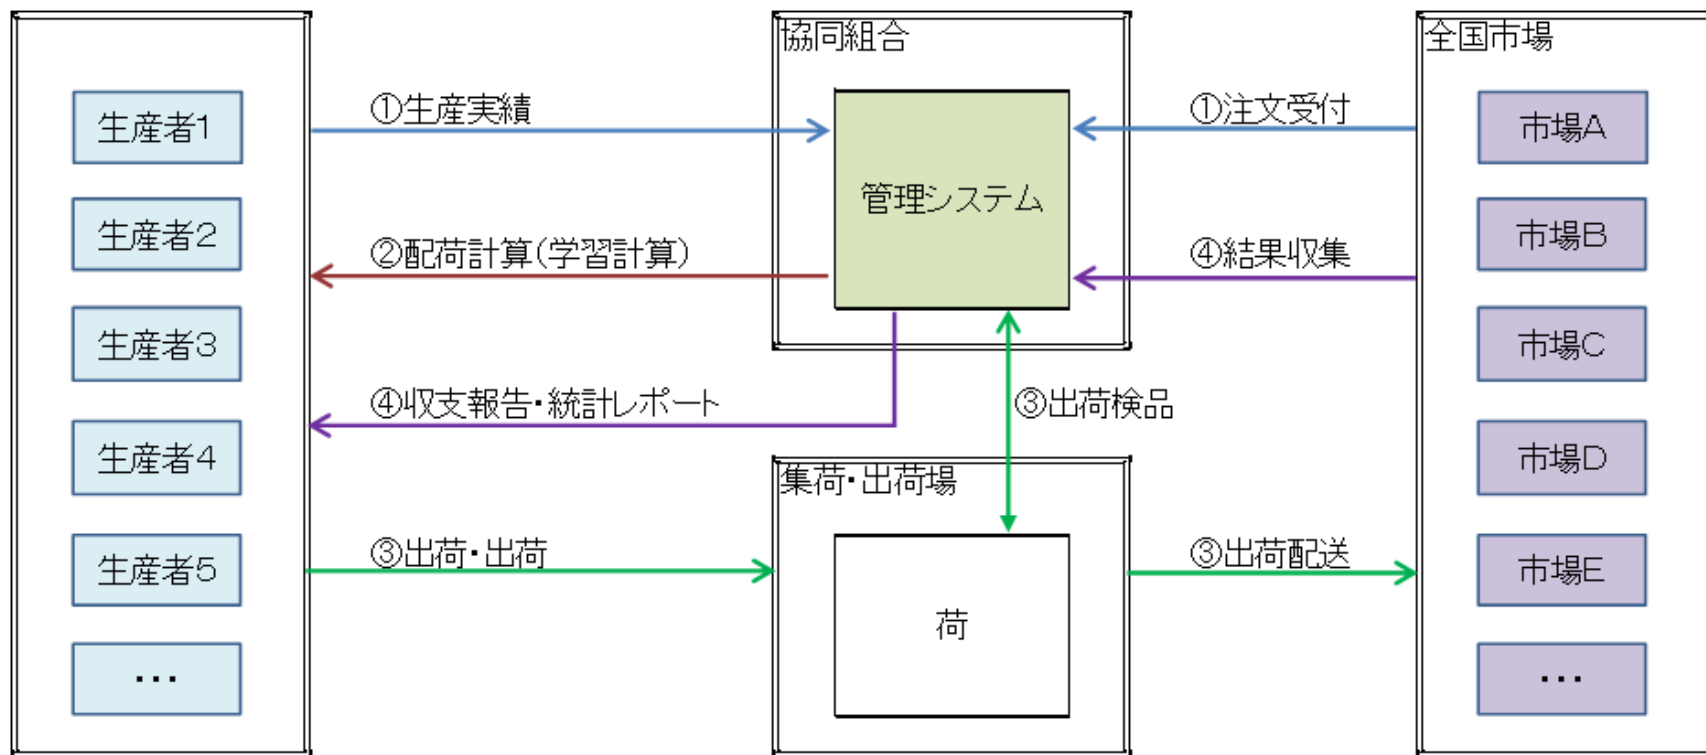 協同組合
全国市場
生産者1
①生産実績
①注文受付
市場A
管理システム
生産者2
②配荷計算(学習計算)
④結果収集
市場B
生産者3
市場C
④収支報告・統計レポート
③出荷検品
生産者4
市場D
集荷・出荷場
生産者5
③出荷・出荷
③出荷配送
市場E
荷
・・・
・・・